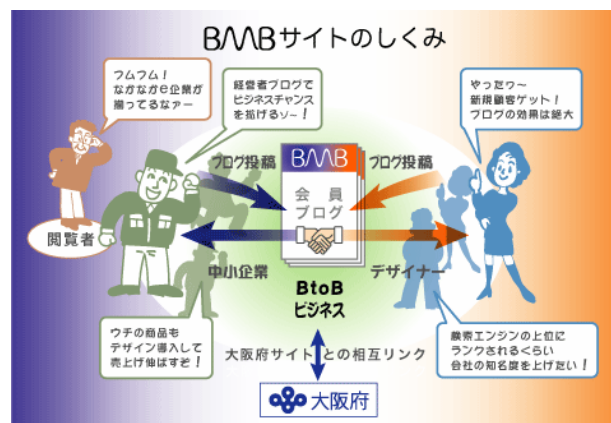 BMBサイトのしくみ
フムフム！
なかなかe企業が
揃ってるなァー
経営者ブログで
ビジネスチャンス
を拡げるゾ〜！
やったワ〜
新規顧客ゲット！
ブログの効果は絶大
ブログ投稿
BMB
ブログ投稿
会員
ブログ
閲覧者
中小企業
デザイナー
BtoB
ビジネス
ウチの商品も
デザイン導入して
売上げ伸ばすぞ！
検索エンジンの上位に
ランクされるくらい
会社の知名度を上げたい！
大阪府サイトとの相互リンク
大阪府